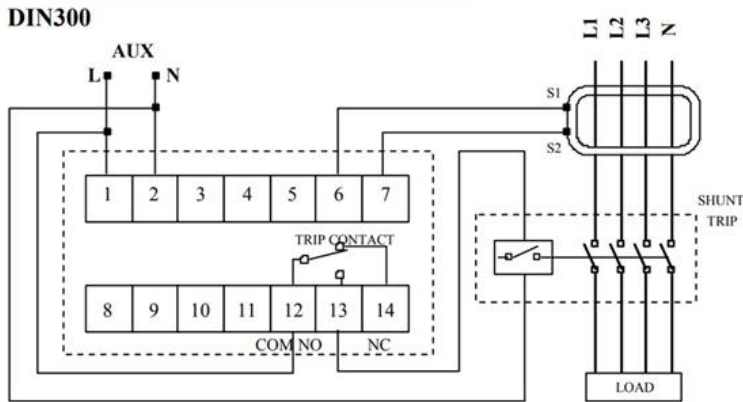 DIN300
AUX
L N
L1 L2 L3 N
S1
S2
1 2 3 4 5 6 7
SHUNT
TRIP
TRIP CONTACT
8 9 10 11 12 13 14
COM NO NC
LOAD